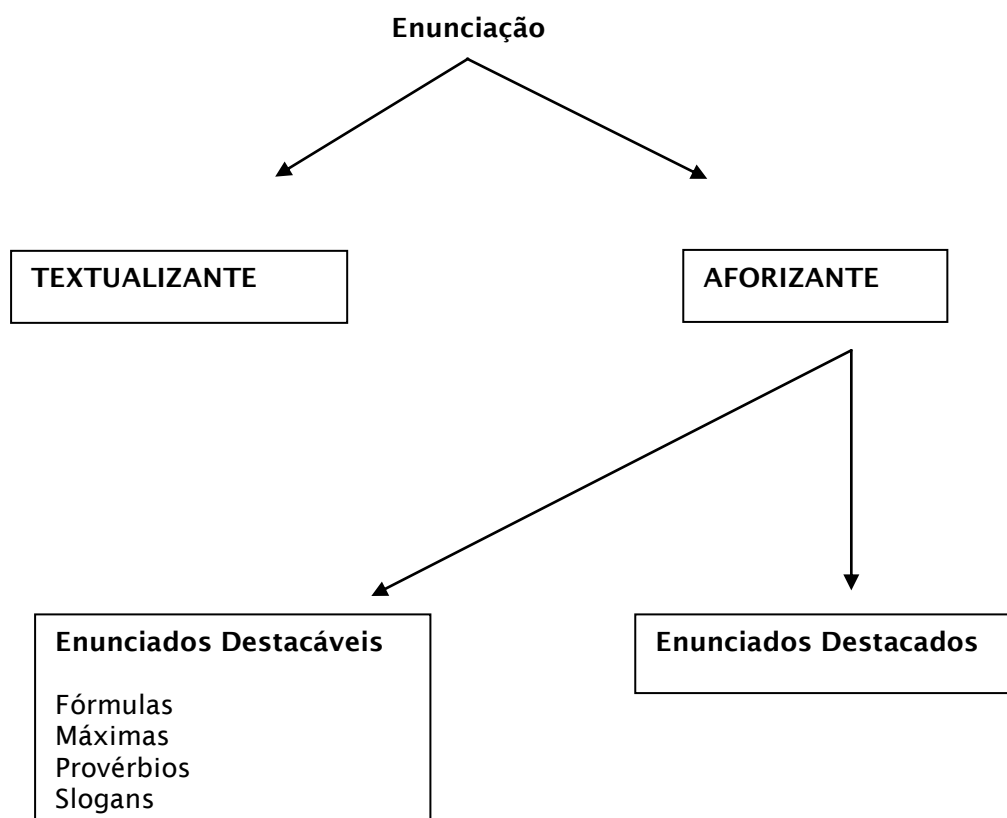 Enunciação
TEXTUALIZANTE
AFORIZANTE
Enunciados Destacáveis
Fórmulas
Máximas
Provérbios
Slogans
Enunciados Destacados